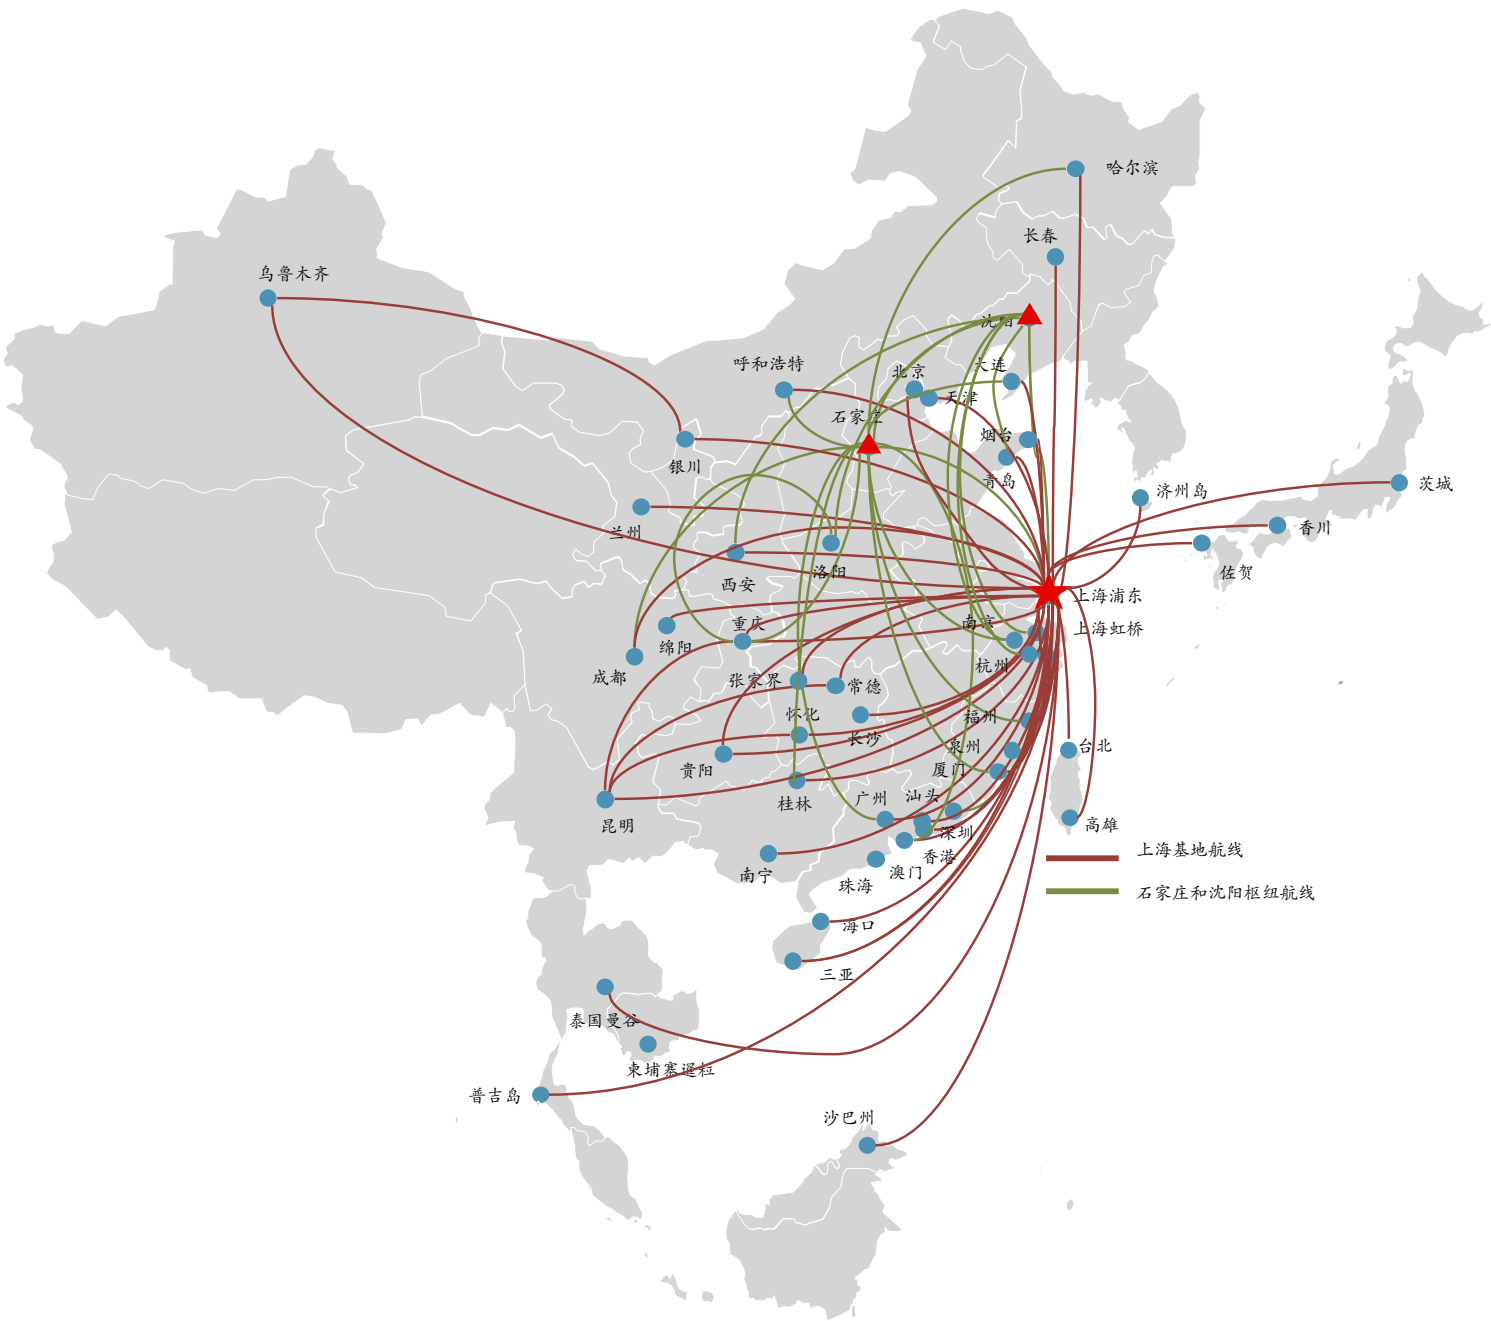 哈尔滨
长春
乌鲁木齐
沈阳
呼和浩特
北京
大连
天津
石家庄
烟台
银川
青岛
济州岛
茨城
兰州
香川
洛阳
西安
佐贺
上海浦东
重庆
南京
上海虹桥
绵阳
杭州
成都
张家界
常德
怀化
福州
长沙
泉州
台北
贵阳
厦门
桂林
广州
汕头
昆明
高雄
深圳
上海基地航线
香港
南宁
澳门
珠海
石家庄和沈阳枢纽航线
海口
三亚
泰国曼谷
柬埔寨暹粒
普吉岛
沙巴州